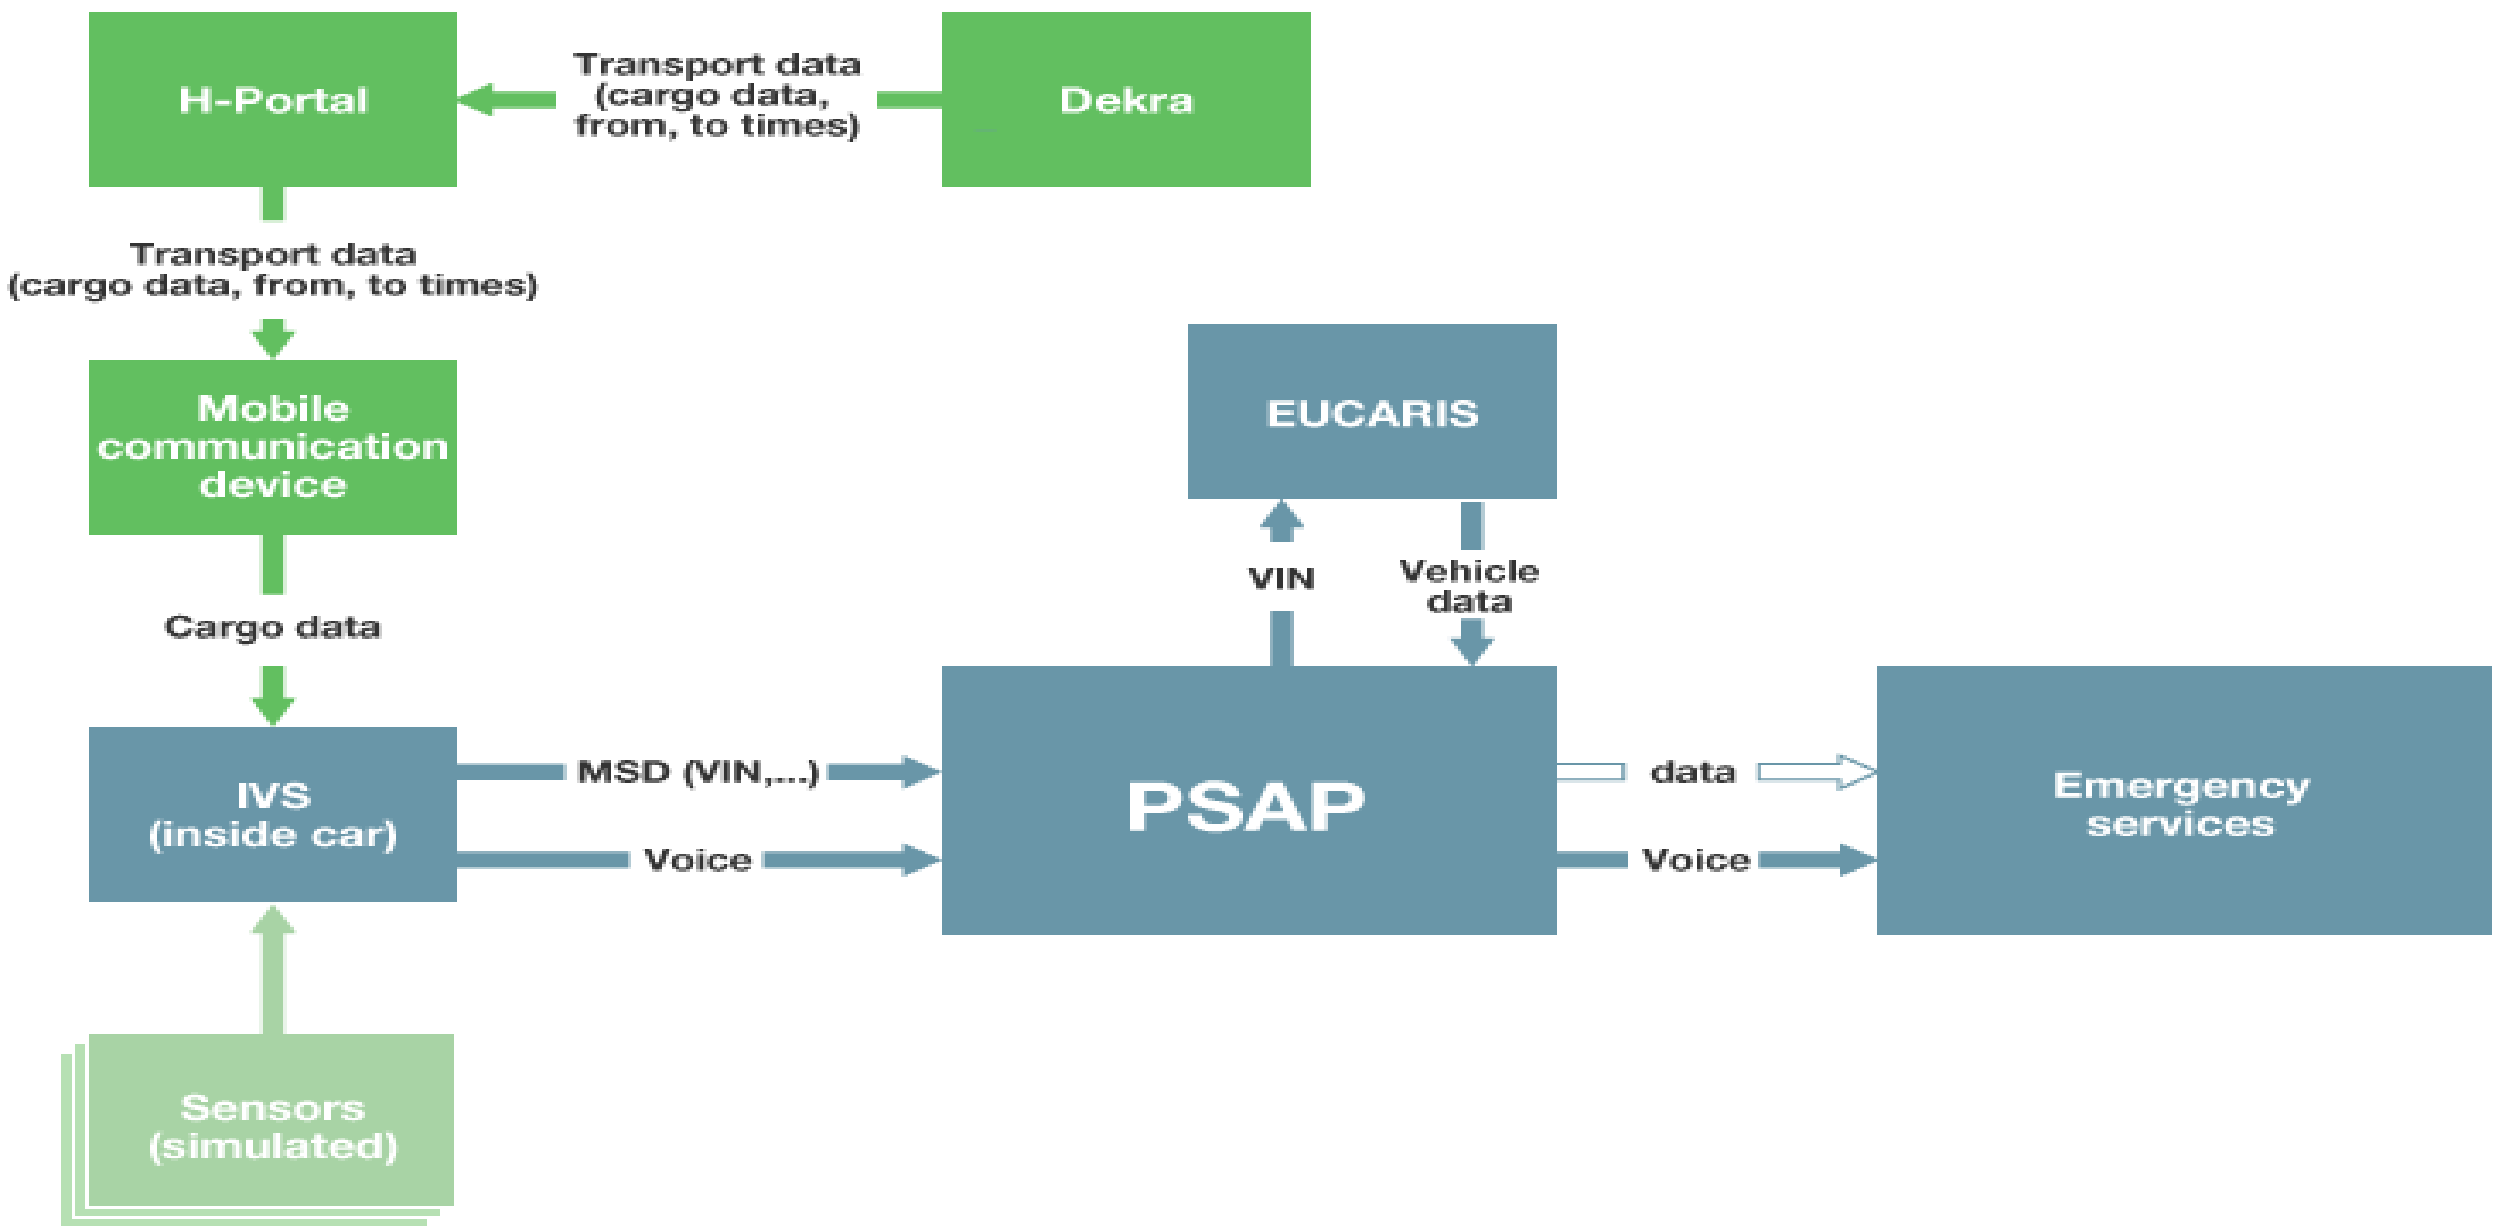 H-Portal
Transport data
(cargo data,
from, to times)
Dekra
Transport data
(cargo data, from, to times)
Mobile
communication
device
EUCARIS
VIN
Vehicle
data
Cargo data
IVS
(inside car)
MSD (VIN,...)
Voice
PSAP
data
Voice
Emergency
services
Sensors
(simulated)